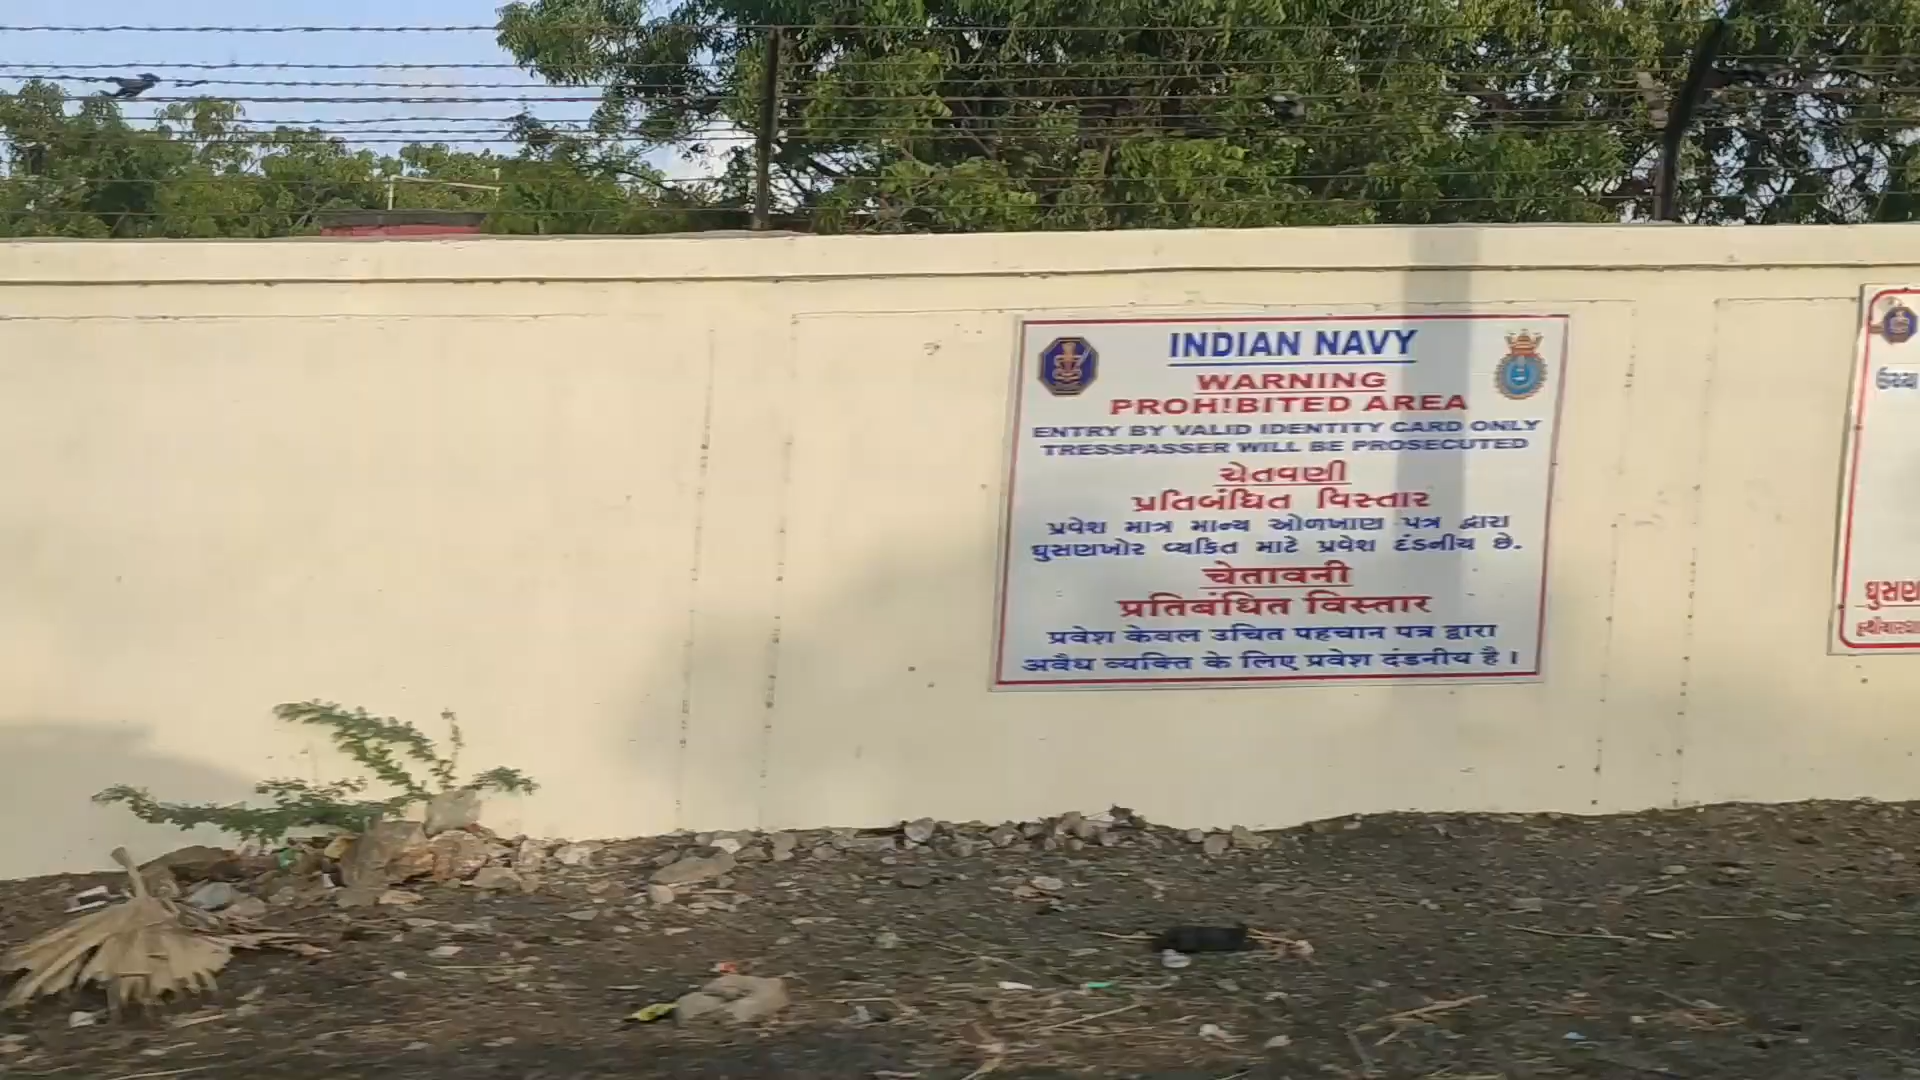 INDIAN NAVY
WARNING
PROH!BITED AREA
ENTRY BY VALID IDENTITY CARD ONLY
TRESSPASSER WILL BE PROSECUTED
ચેતવણી
પ્રતિબંધિત વિસ્તાર
પ્રવેશ માત્ર માન્ય ઓળખાણ પત્ર દ્વારા
ઘુસણખોર વ્યકિત માટે પ્રવેશ દંડનીય છે.
चेतावनी
प्रतिबंधित विस्तार
प्रवेश केवल उचित पहचान पत्र द्वारा
अवैध व्यक्ति के लिए प्रवेश दंडनीय है ।